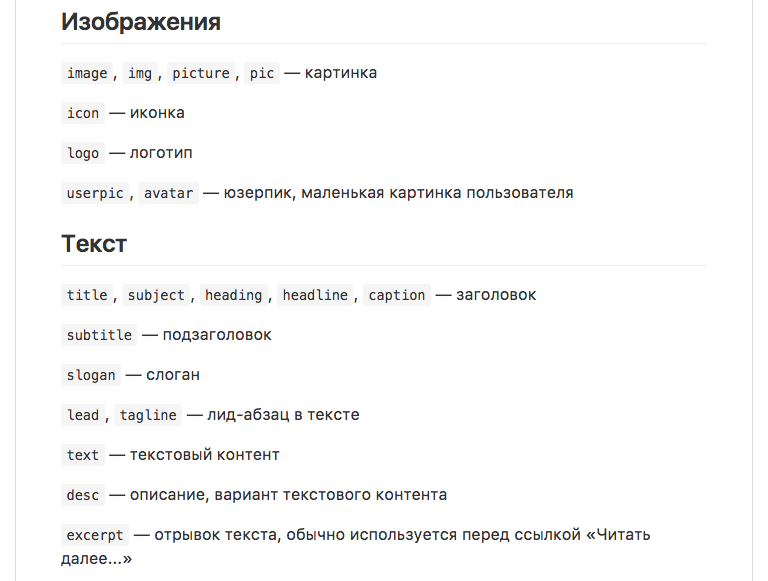 Изображения
image, img, picture, pic — картинка
icon — иконка
logo — логотип
userpic, avatar — юзерпик, маленькая картинка пользователя
Текст
title, subject, heading, headline, caption — заголовок
subtitle — подзаголовок
slogan — слоган
lead, tagline — лид-абзац в тексте
text — текстовый контент
desc — описание, вариант текстового контента
excerpt — отрывок текста, обычно используется перед ссылкой «Читать
далее...»